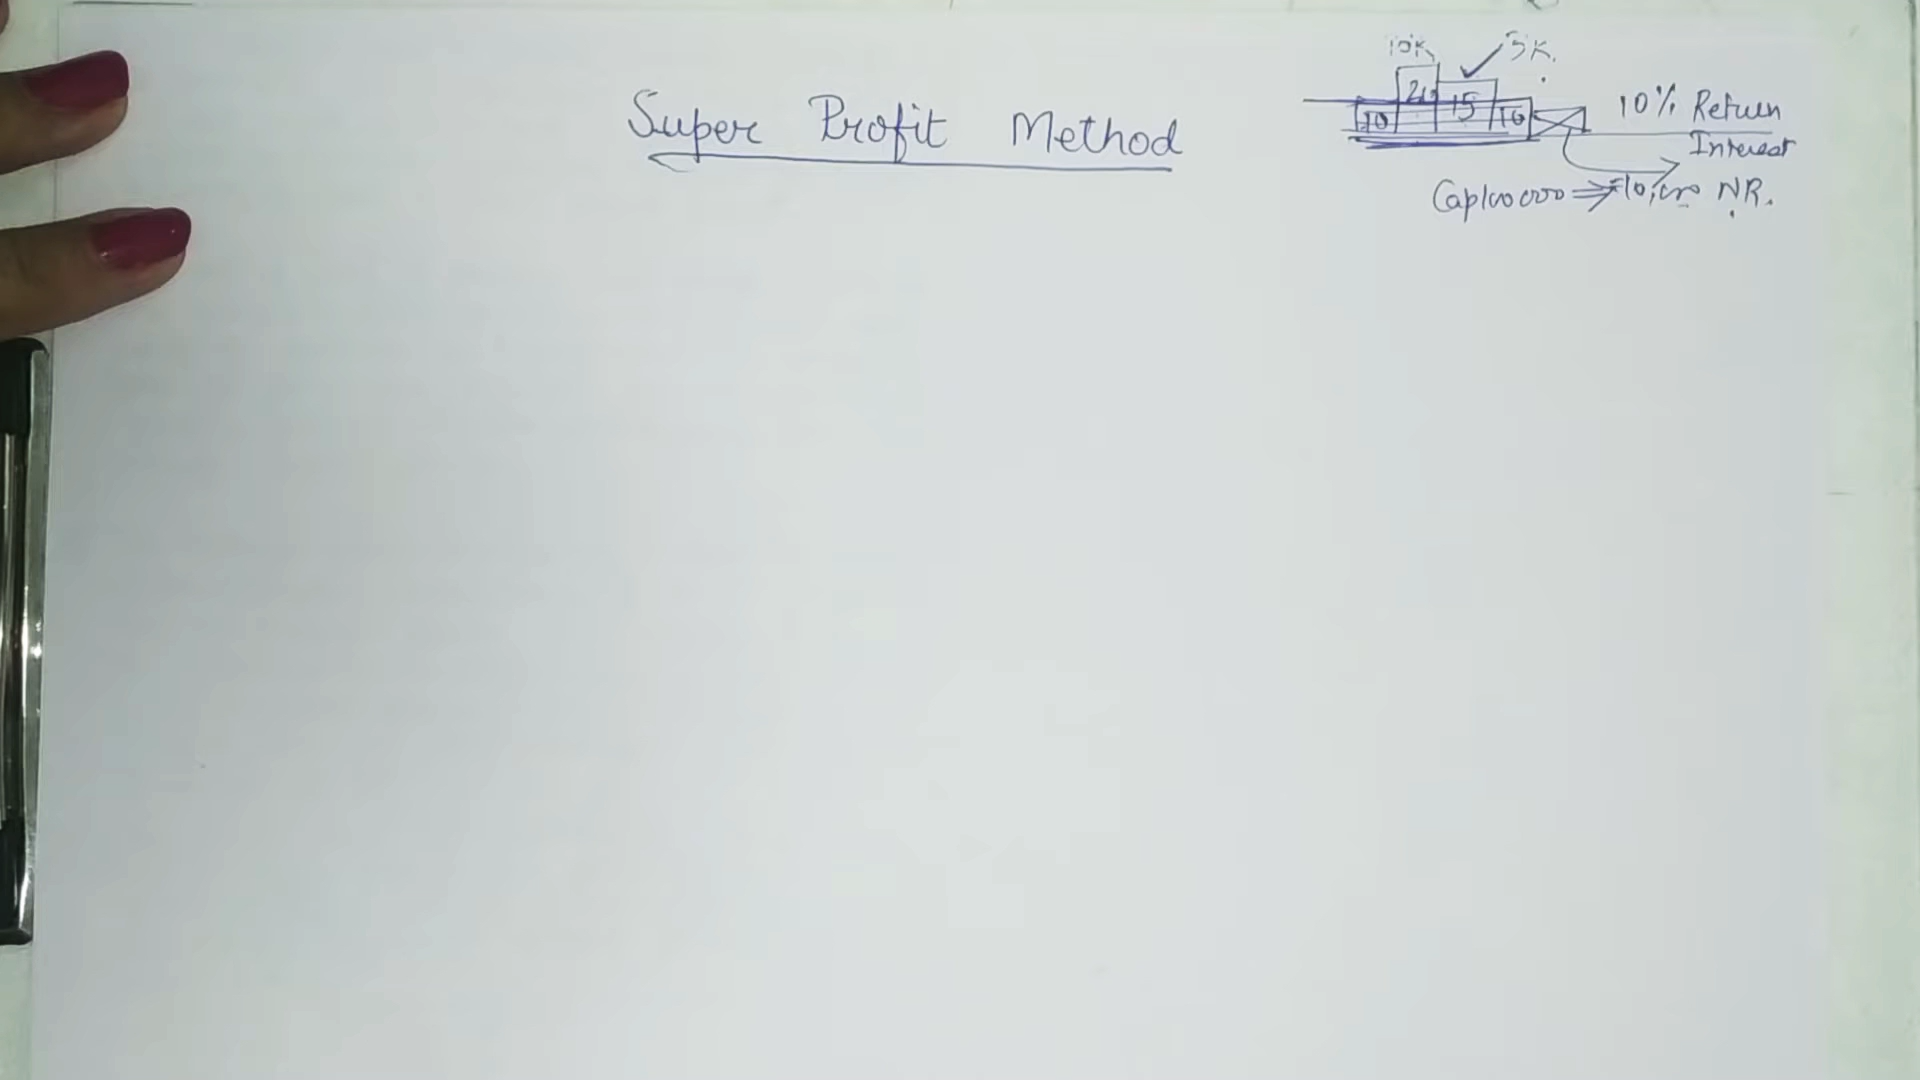 Super Profit Method
10K 5K.
10 20 15 10
10% Return
Interest
Cap 100000 ⇒ 10,000 NR.